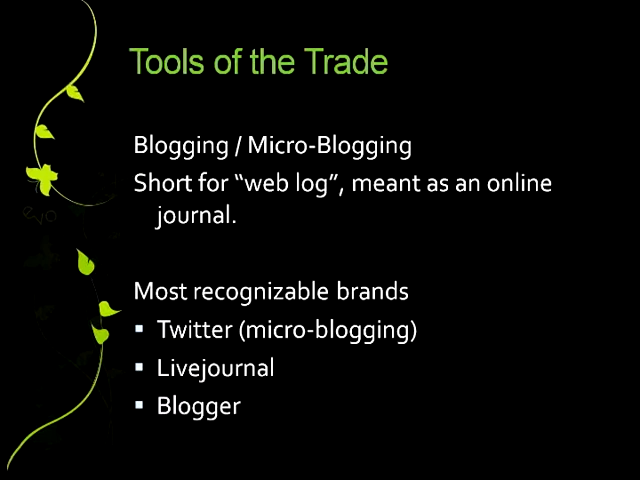 Tools of the Trade
Blogging / Micro-Blogging
Short for “web log”, meant as an online
journal.
Most recognizable brands
▪ Twitter (micro-blogging)
▪ Livejournal
▪ Blogger